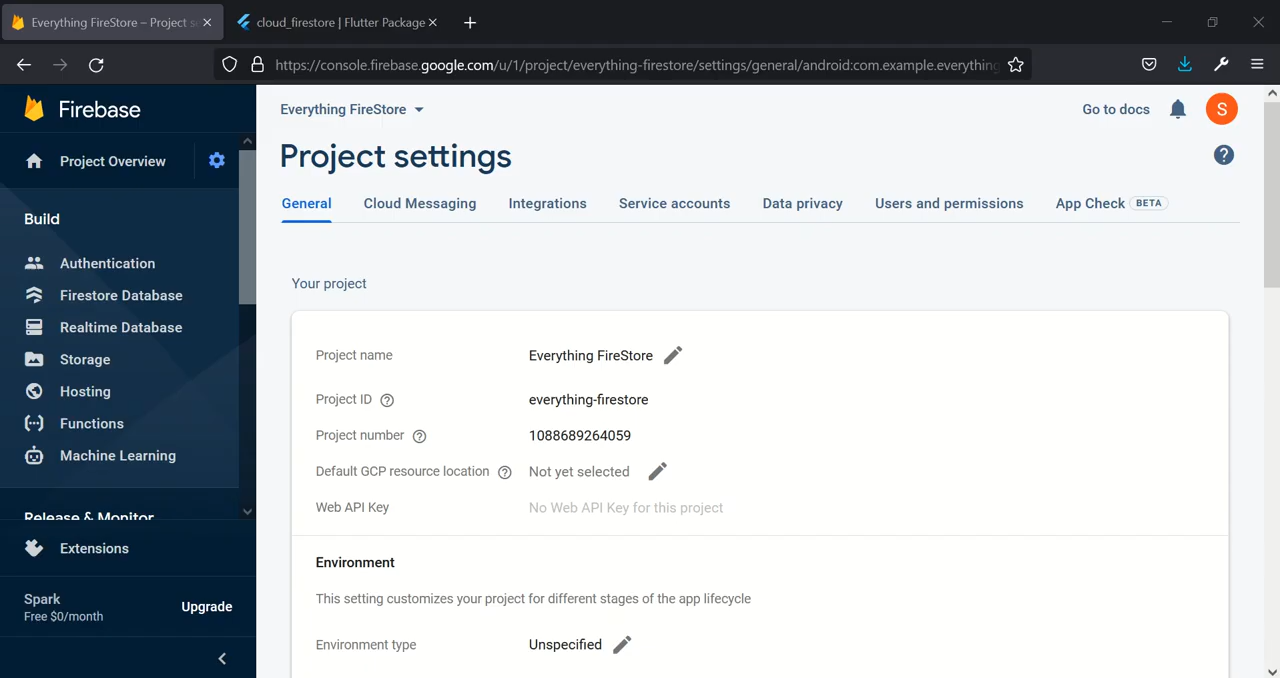 Everything FireStore – Project se
cloud_firestore | Flutter Package
https://console.firebase.google.com/u/1/project/everything-firestore/settings/general/android:com.example.everything
Firebase
Project Overview
Build
Authentication
Firestore Database
Realtime Database
Storage
Hosting
Functions
Machine Learning
Release & Monitor
Extensions
Spark
Free $0/month
Upgrade
Everything FireStore
Go to docs
S
Project settings
General
Cloud Messaging
Integrations
Service accounts
Data privacy
Users and permissions
App Check BETA
Your project
Project name
Everything FireStore
Project ID
everything-firestore
Project number
1088689264059
Default GCP resource location
Not yet selected
Web API Key
No Web API Key for this project
Environment
This setting customizes your project for different stages of the app lifecycle
Environment type
Unspecified